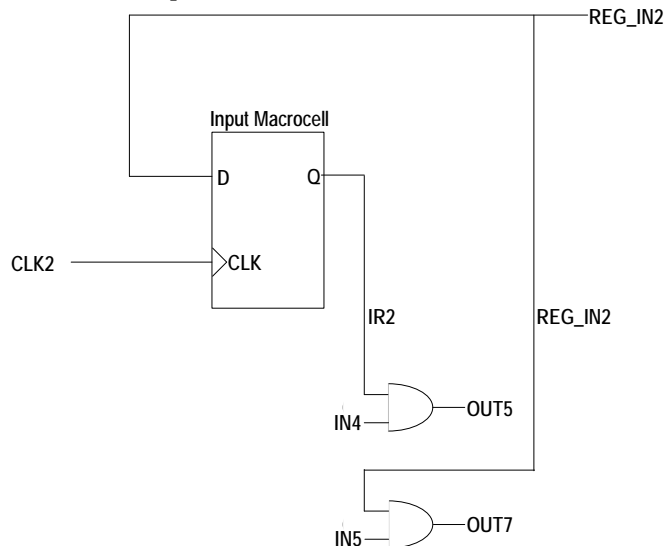 REG_IN2
Input Macrocell
D
Q
CLK2
CLK
IR2
REG_IN2
IN4
OUT5
IN5
OUT7